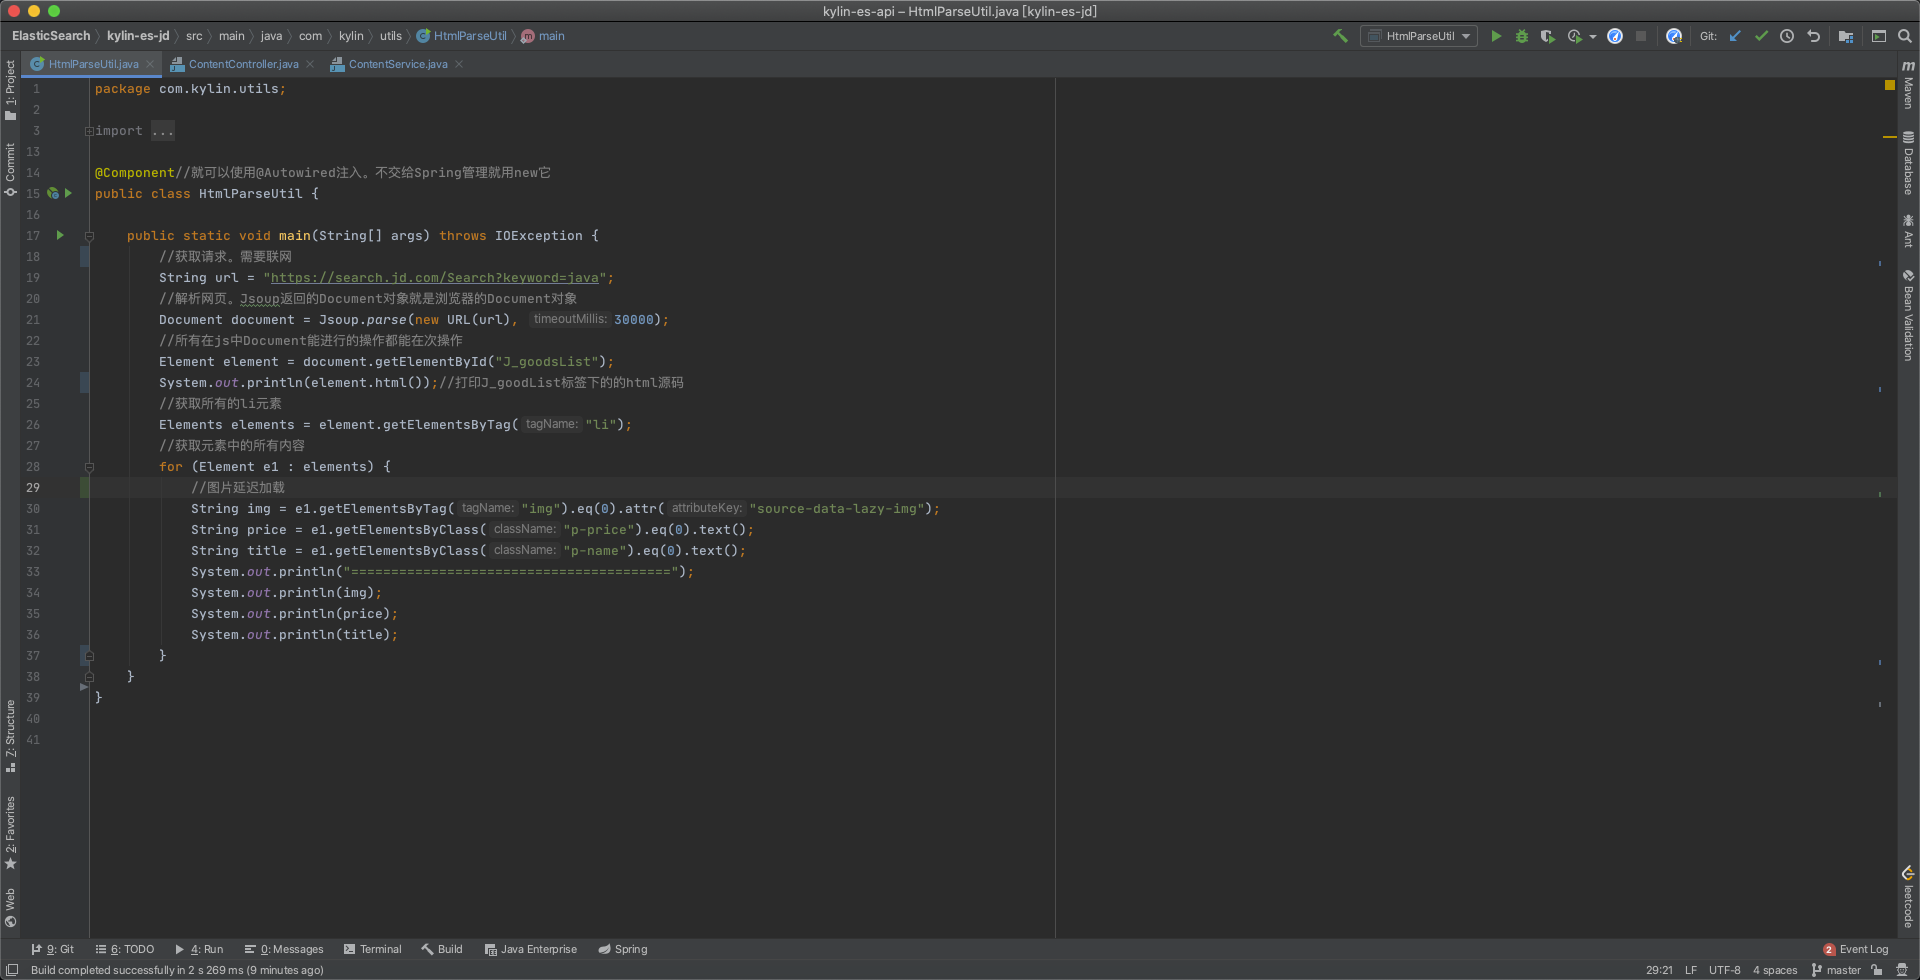 kylin-es-api – HtmlParseUtil.java [kylin-es-jd]
ElasticSearch kylin-es-jd src main java com kylin utils HtmlParseUtil main
HtmlParseUtil Git:
HtmlParseUtil.java ContentController.java ContentService.java
1: Project
Commit
7: Structure
2: Favorites
Web
1 package com.kylin.utils;
2
3 import ...
13
14 @Component//就可以使用@Autowired注入。不交给Spring管理就用new它
15 public class HtmlParseUtil {
16
17 public static void main(String[] args) throws IOException {
18 //获取请求。需要联网
19 String url = "https://search.jd.com/Search?keyword=java";
20 //解析网页。Jsoup返回的Document对象就是浏览器的Document对象
21 Document document = Jsoup.parse(new URL(url), timeoutMillis: 30000);
22 //所有在js中Document能进行的操作都能在次操作
23 Element element = document.getElementById("J_goodsList");
24 System.out.println(element.html());//打印J_goodList标签下的的html源码
25 //获取所有的li元素
26 Elements elements = element.getElementsByTag( tagName: "li");
27 //获取元素中的所有内容
28 for (Element e1 : elements) {
29 //图片延迟加载
30 String img = e1.getElementsByTag( tagName: "img").eq(0).attr( attributeKey: "source-data-lazy-img");
31 String price = e1.getElementsByClass( className: "p-price").eq(0).text();
32 String title = e1.getElementsByClass( className: "p-name").eq(0).text();
33 System.out.println("========================================");
34 System.out.println(img);
35 System.out.println(price);
36 System.out.println(title);
37 }
38 }
39 }
40
41
m Maven
Database
Ant
Bean Validation
leetcode
9: Git 6: TODO 4: Run 0: Messages Terminal Build Java Enterprise Spring 2 Event Log
Build completed successfully in 2 s 269 ms (9 minutes ago) 29:21 LF UTF-8 4 spaces master